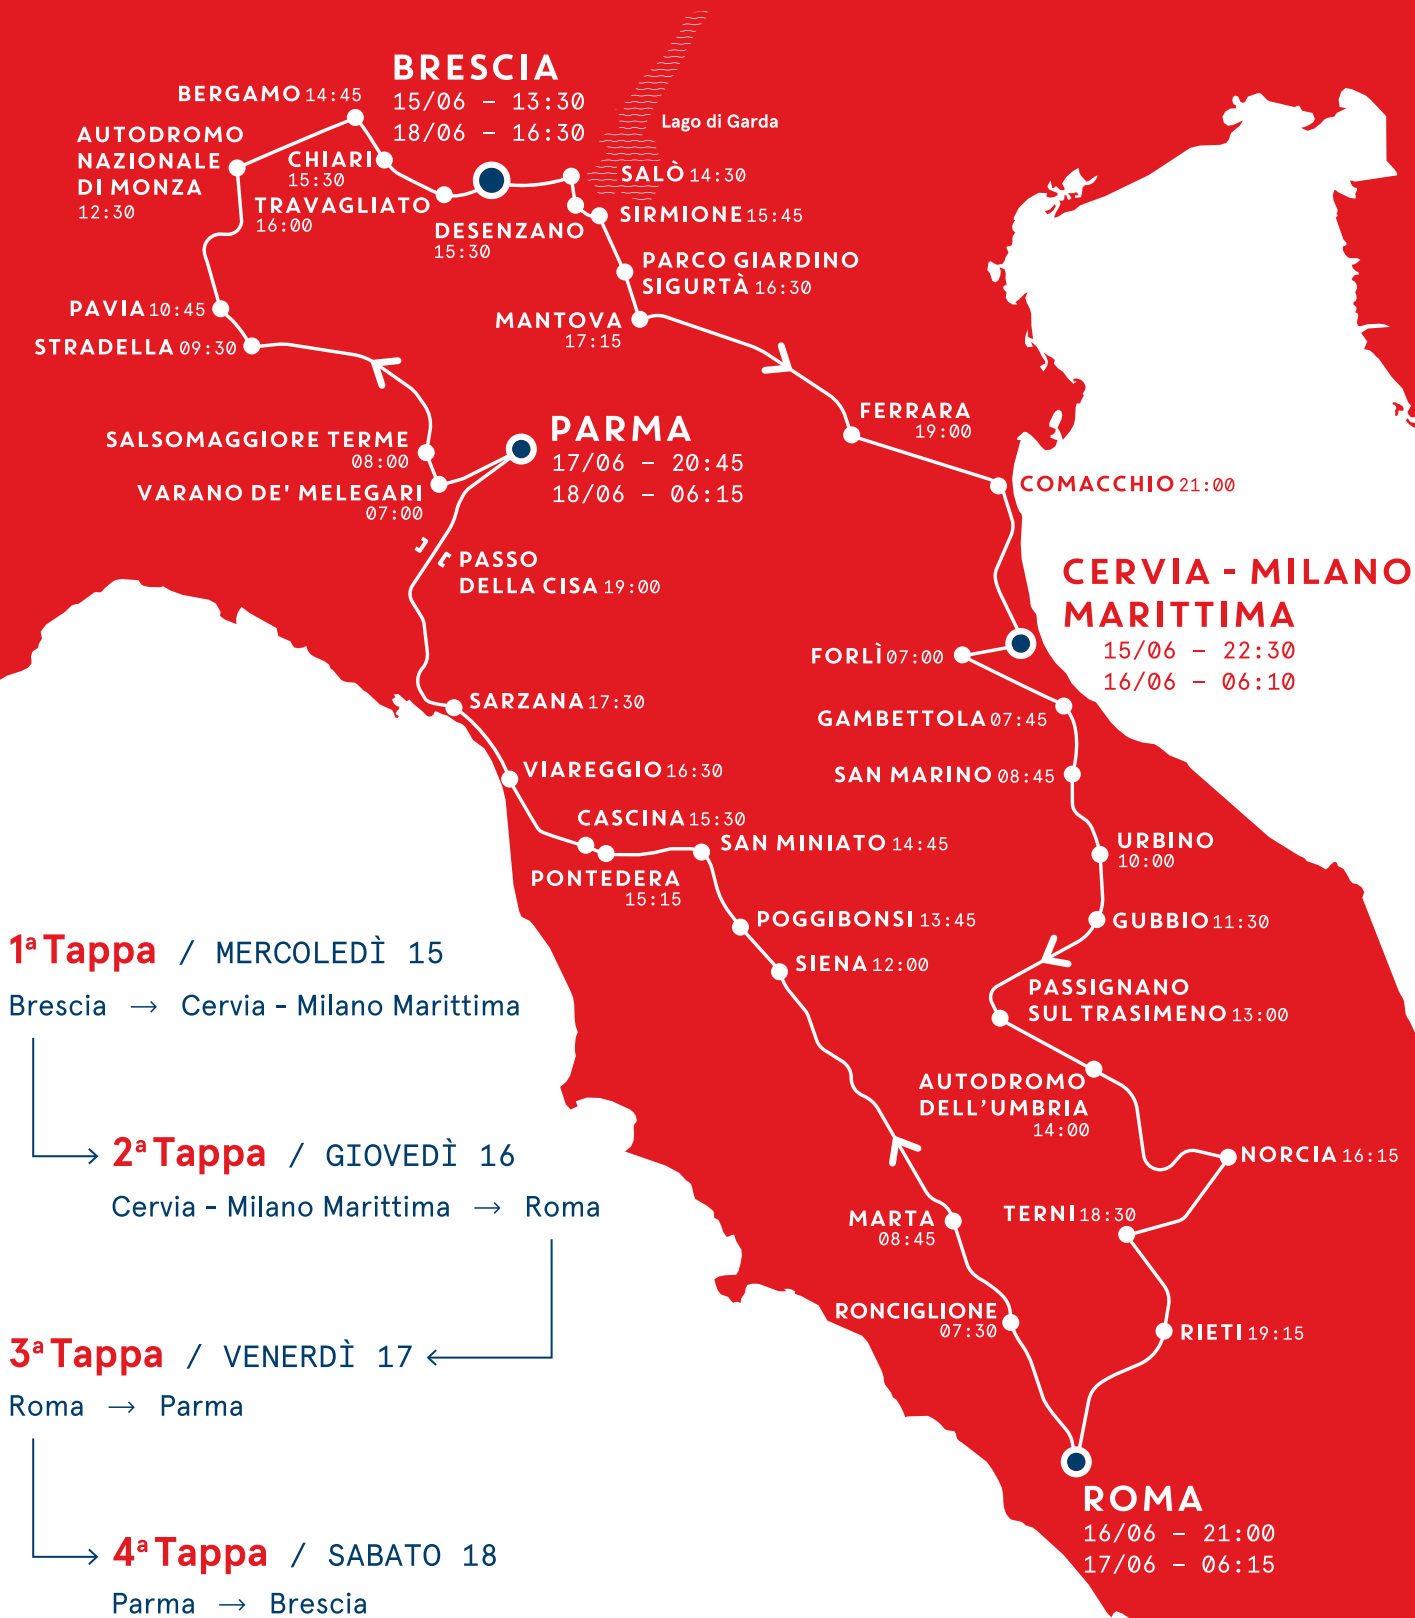 BRESCIA
15/06 – 13:30
18/06 – 16:30
BERGAMO 14:45
Lago di Garda
AUTODROMO
NAZIONALE
DI MONZA
12:30
CHIARI
15:30
TRAVAGLIATO
16:00
SALÒ 14:30
SIRMIONE 15:45
DESENZANO
15:30
PARCO GIARDINO
SIGURTÀ 16:30
PAVIA 10:45
MANTOVA
17:15
STRADELLA 09:30
FERRARA
19:00
PARMA
17/06 – 20:45
18/06 – 06:15
SALSOMAGGIORE TERME
08:00
VARANO DE' MELEGARI
07:00
COMACCHIO 21:00
PASSO
DELLA CISA 19:00
CERVIA - MILANO
MARITTIMA
15/06 – 22:30
16/06 – 06:10
FORLÌ 07:00
SARZANA 17:30
GAMBETTOLA 07:45
VIAREGGIO 16:30
SAN MARINO 08:45
CASCINA 15:30
SAN MINIATO 14:45
URBINO
10:00
PONTEDERA
15:15
POGGIBONSI 13:45
GUBBIO 11:30
SIENA 12:00
PASSIGNANO
SUL TRASIMENO 13:00
AUTODROMO
DELL’UMBRIA
14:00
NORCIA 16:15
MARTA
08:45
TERNI 18:30
RONCIGLIONE
07:30
RIETI 19:15
ROMA
16/06 – 21:00
17/06 – 06:15
1ª Tappa / MERCOLEDÌ 15
Brescia → Cervia - Milano Marittima
2ª Tappa / GIOVEDÌ 16
Cervia - Milano Marittima → Roma
3ª Tappa / VENERDÌ 17
Roma → Parma
4ª Tappa / SABATO 18
Parma → Brescia